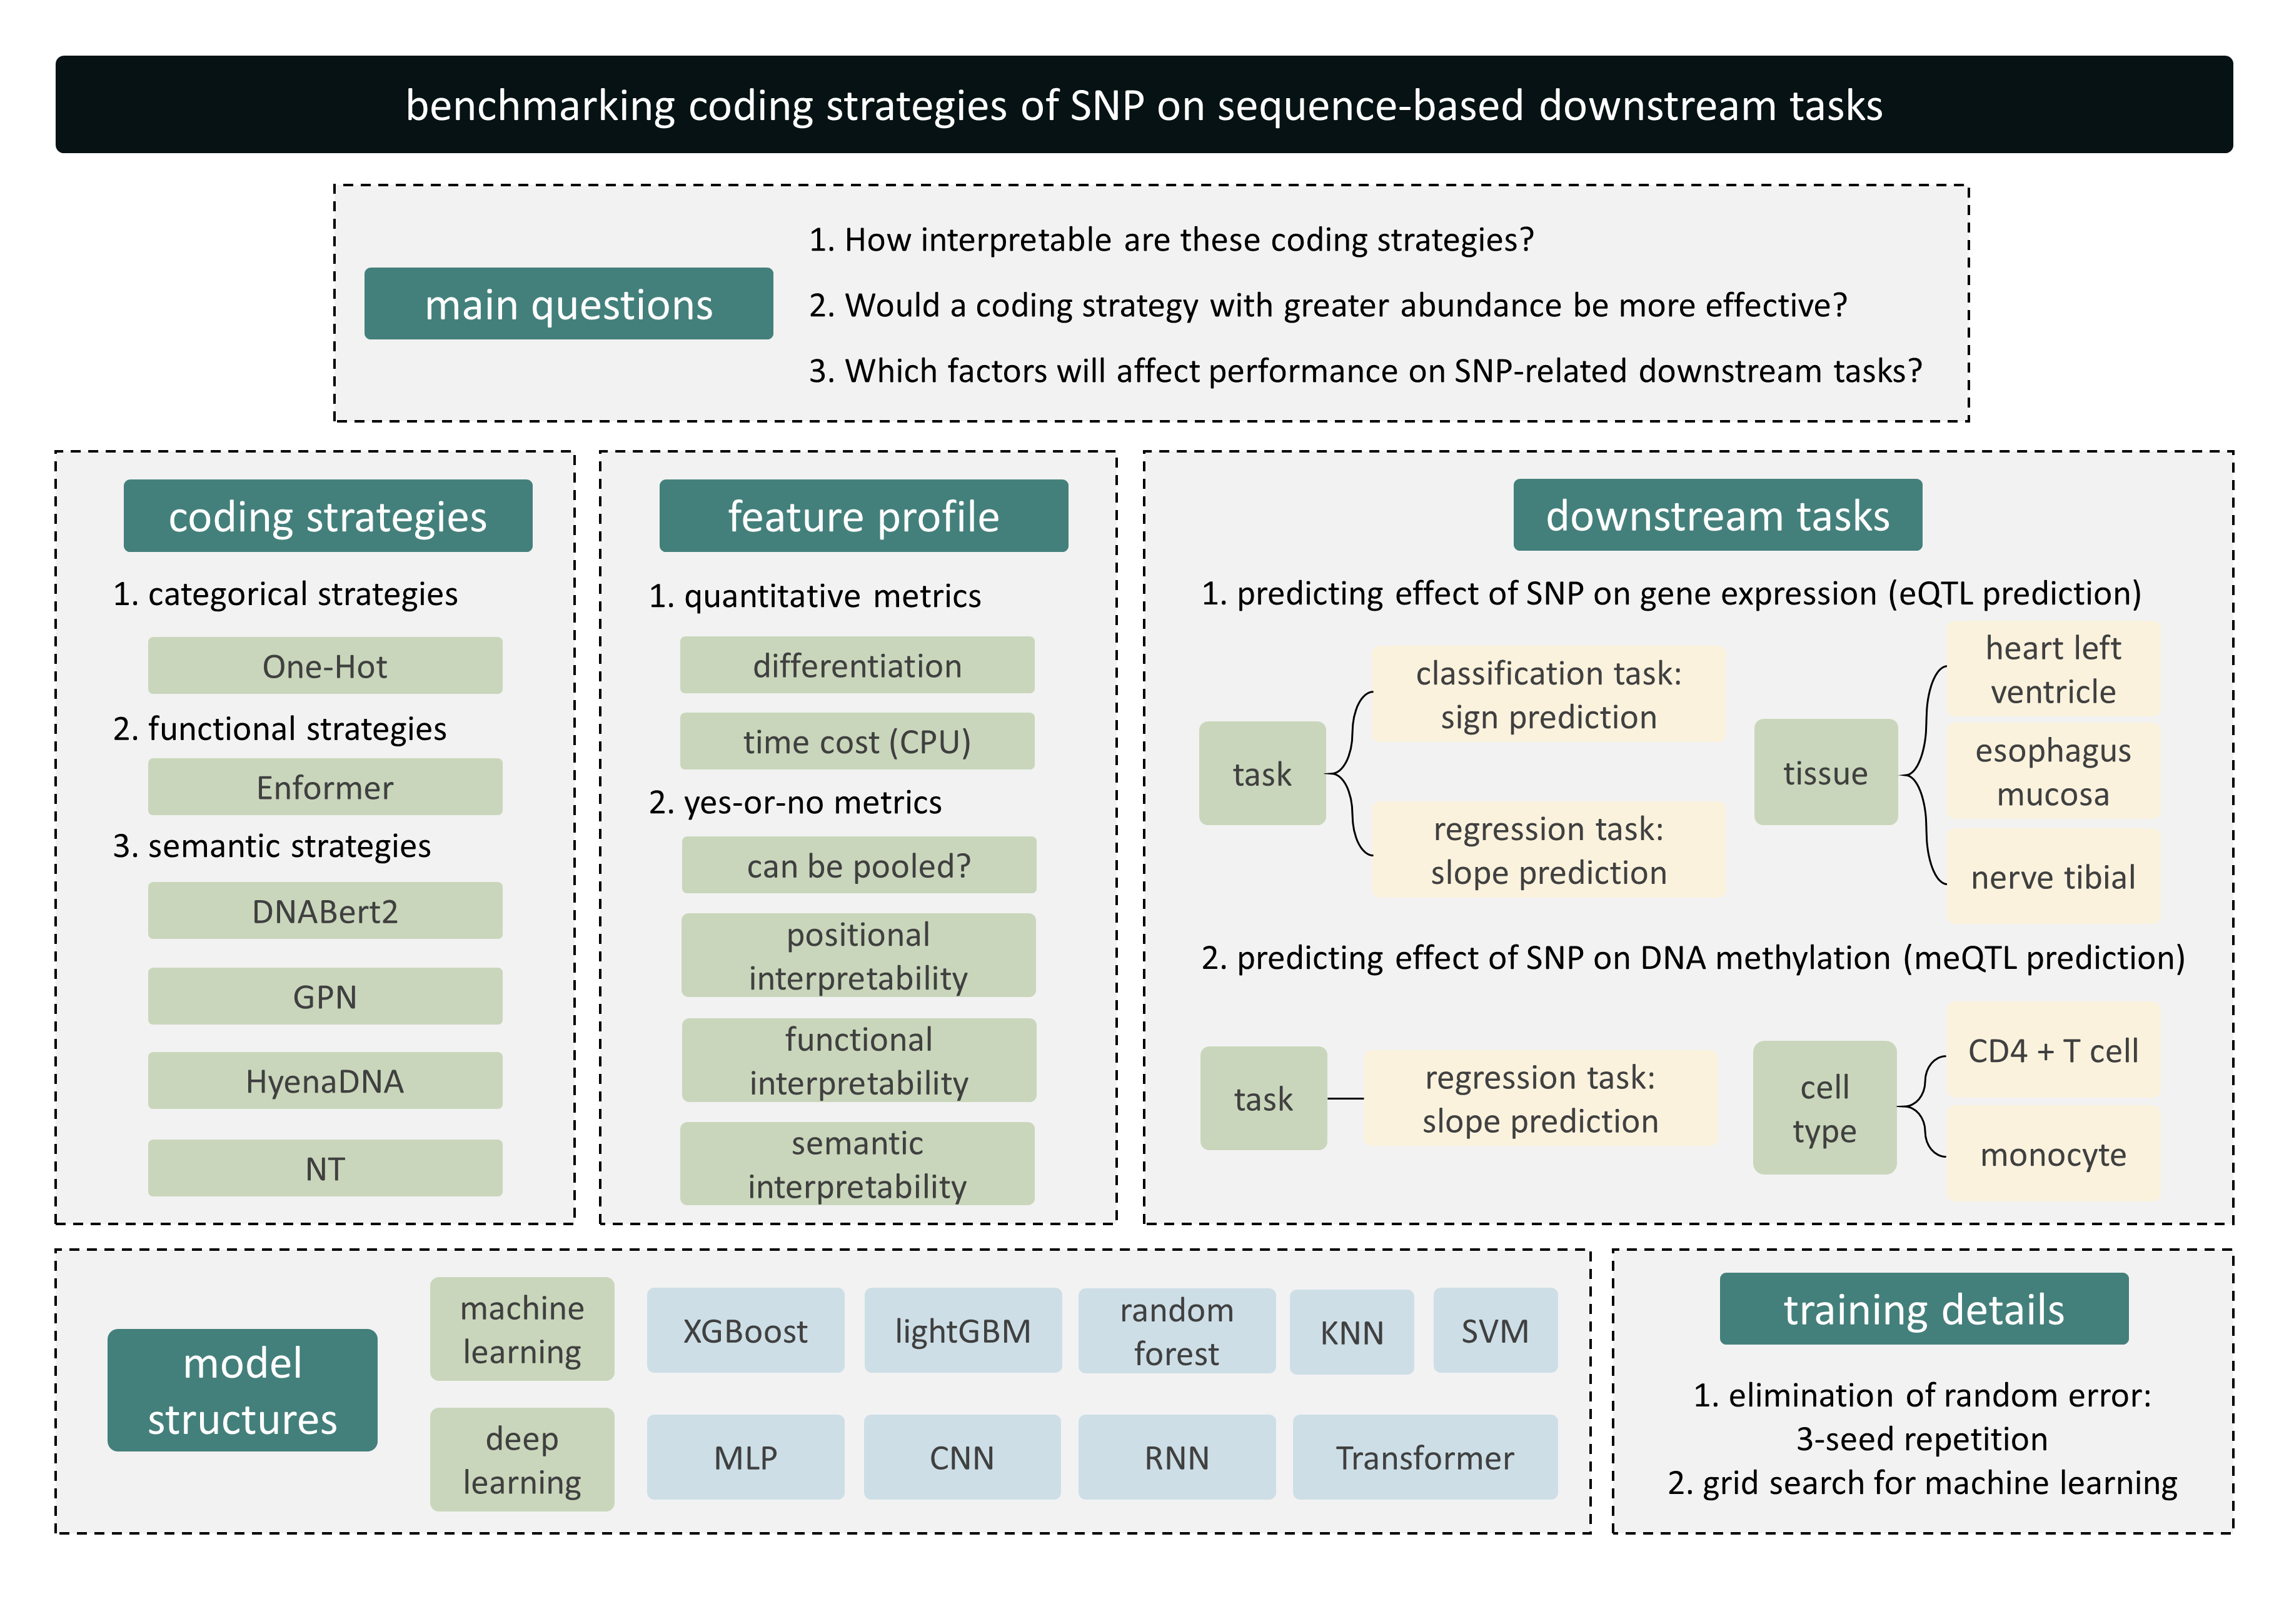 benchmarking coding strategies of SNP on sequence-based downstream tasks
main questions
1. How interpretable are these coding strategies?
2. Would a coding strategy with greater abundance be more effective?
3. Which factors will affect performance on SNP-related downstream tasks?
coding strategies
1. categorical strategies
One-Hot
2. functional strategies
Enformer
3. semantic strategies
DNABert2
GPN
HyenaDNA
NT
feature profile
1. quantitative metrics
differentiation
time cost (CPU)
2. yes-or-no metrics
can be pooled?
positional
interpretability
functional
interpretability
semantic
interpretability
downstream tasks
1. predicting effect of SNP on gene expression (eQTL prediction)
task
classification task:
sign prediction
regression task:
slope prediction
tissue
heart left
ventricle
esophagus
mucosa
nerve tibial
2. predicting effect of SNP on DNA methylation (meQTL prediction)
task
regression task:
slope prediction
cell
type
CD4 + T cell
monocyte
model
structures
machine
learning
XGBoost
lightGBM
random
forest
KNN
SVM
deep
learning
MLP
CNN
RNN
Transformer
training details
1. elimination of random error:
3-seed repetition
2. grid search for machine learning